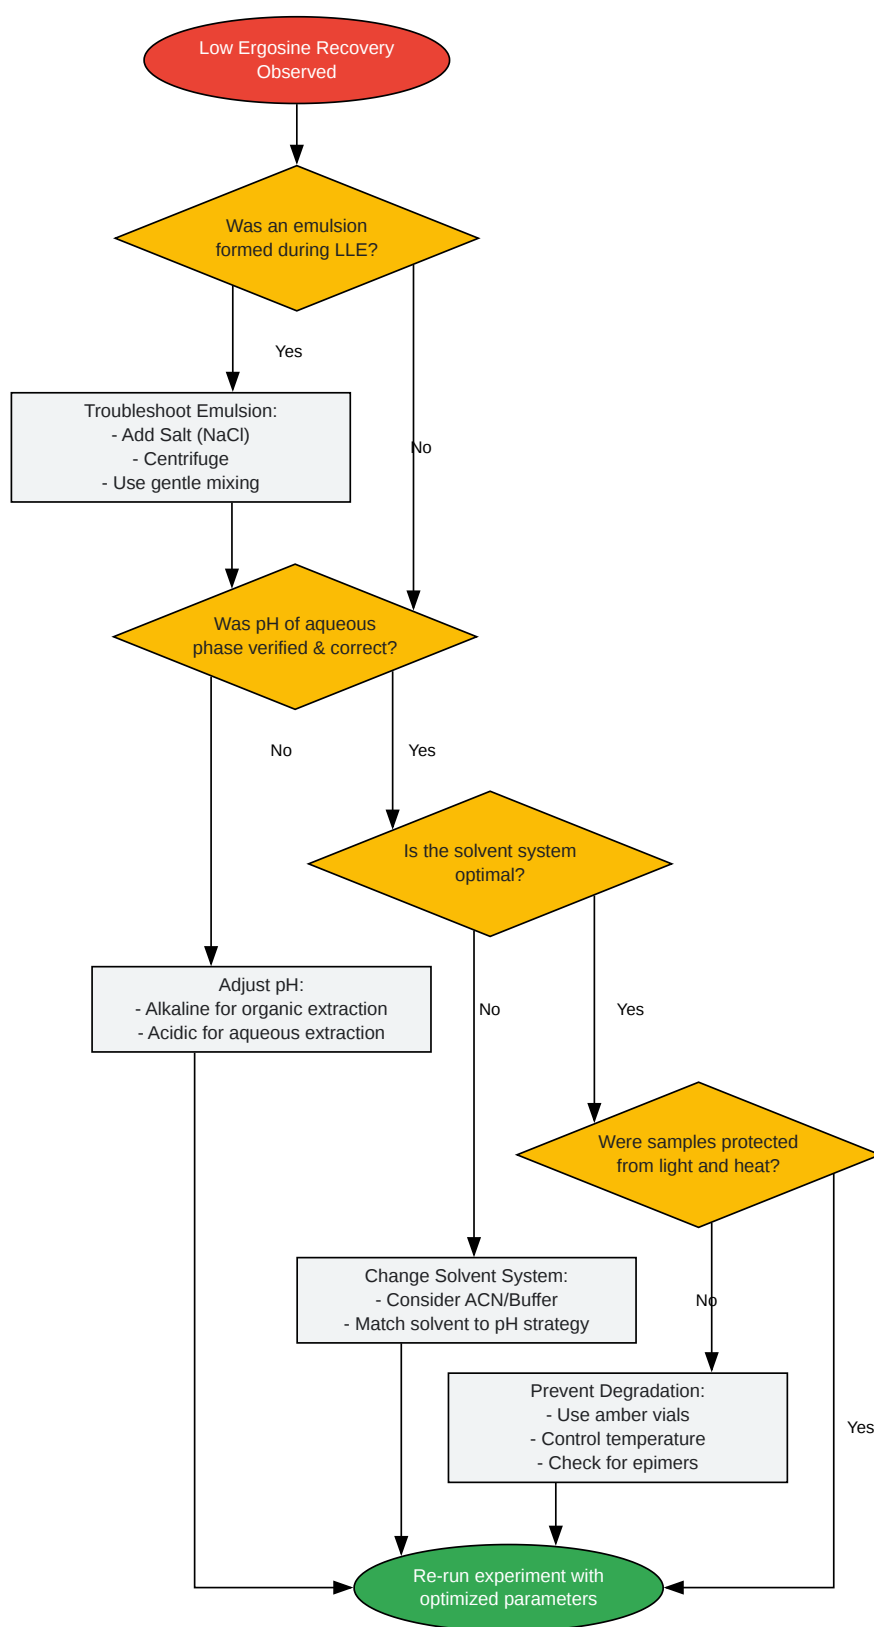 Low Ergosine Recovery
Observed
Was an emulsion
formed during LLE?
Yes
Troubleshoot Emulsion:
- Add Salt (NaCl)
- Centrifuge
- Use gentle mixing
No
Was pH of aqueous
phase verified & correct?
No
Yes
Is the solvent system
optimal?
Adjust pH:
- Alkaline for organic extraction
- Acidic for aqueous extraction
No
Yes
Were samples protected
from light and heat?
Change Solvent System:
- Consider ACN/Buffer
- Match solvent to pH strategy
No
Prevent Degradation:
- Use amber vials
- Control temperature
- Check for epimers
Yes
Re-run experiment with
optimized parameters